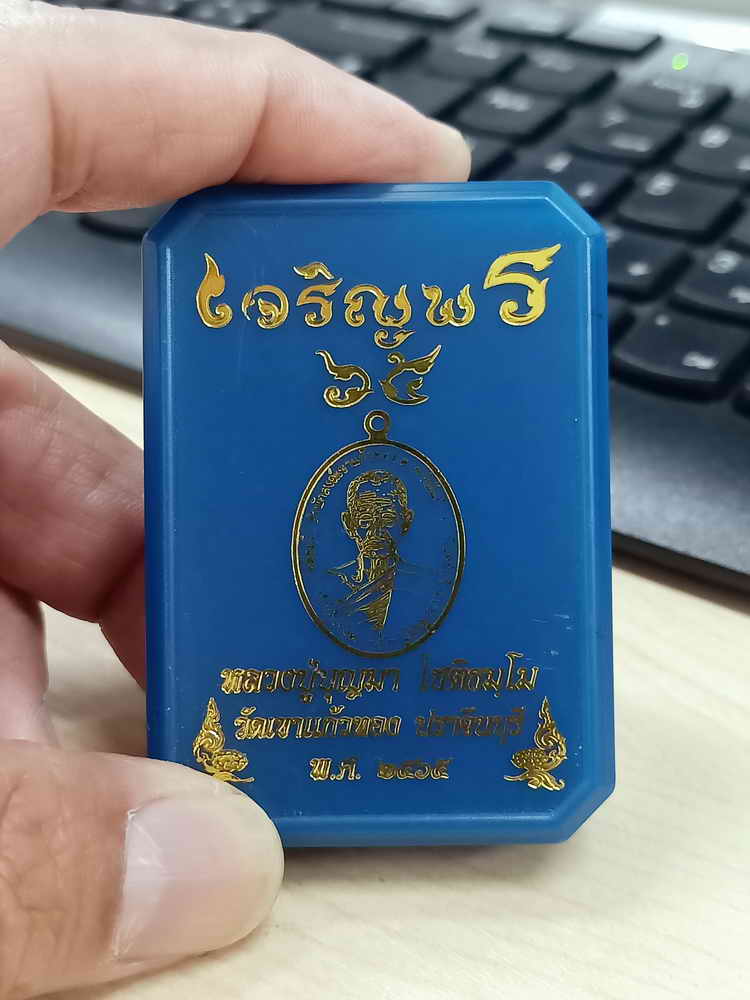 เจริญพร
๖๕
หลวงปู่บุญมา โชติธมฺโม
วัดเขาแก้วทอง ปราจีนบุรี
พ.ศ. ๒๕๖๕